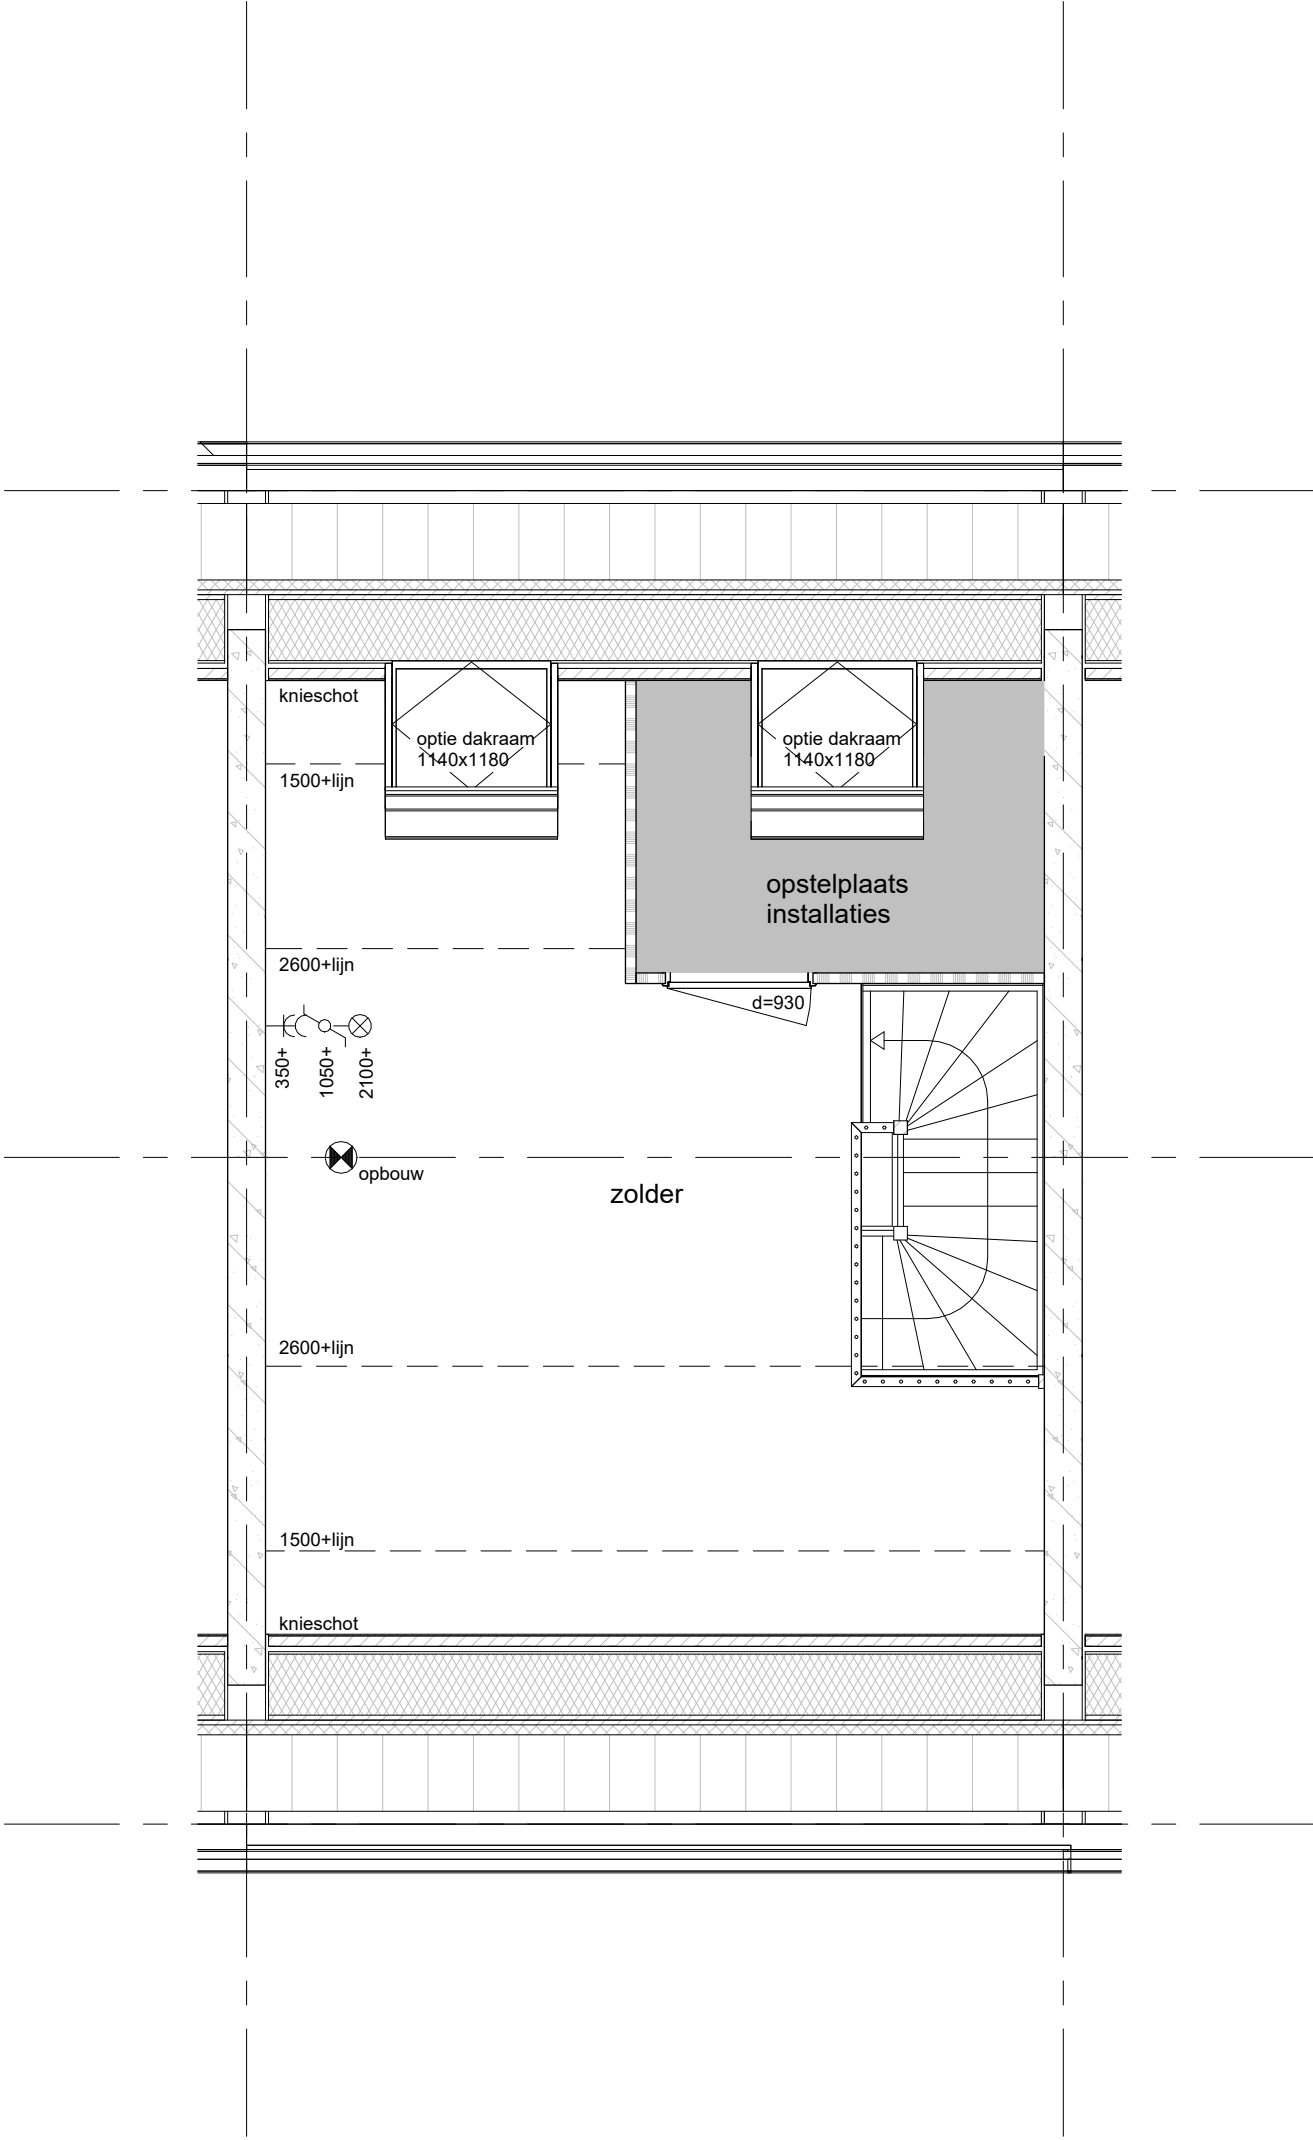 knieschot
optie dakraam
1140x1180
optie dakraam
1140x1180
1500+lijn
opstelplaats
installaties
2600+lijn
d=930
350+
1050+
2100+
opbouw
zolder
2600+lijn
1500+lijn
knieschot